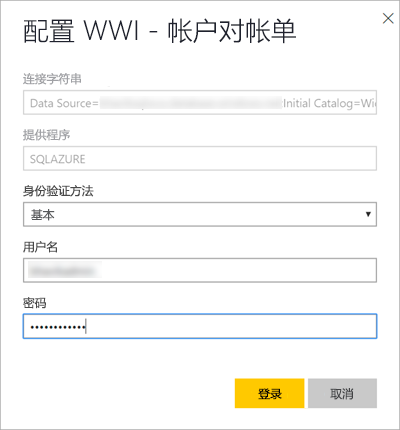 配置 WWI - 帐户对帐单
连接字符串
Data Source= Initial Catalog=Wi
提供程序
SQLAZURE
身份验证方法
基本
用户名
密码
••••••••••••
登录 取消